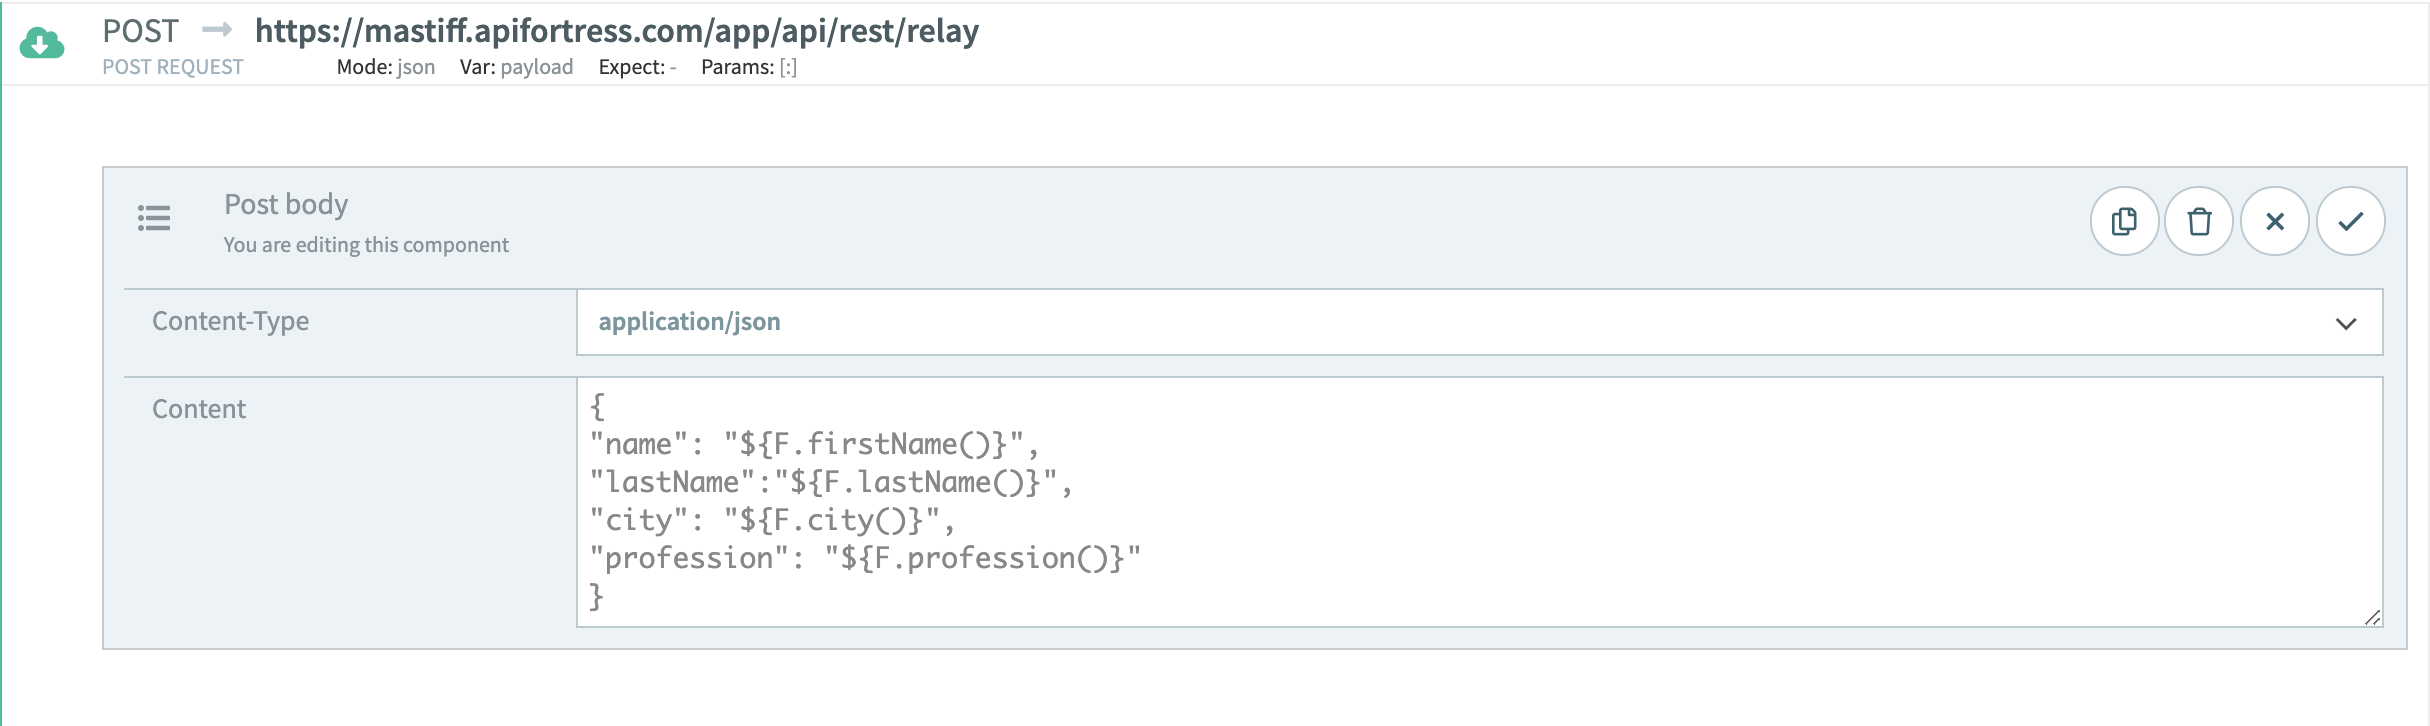 POST → https://mastiff.apifortress.com/app/api/rest/relay
POST REQUEST Mode: json Var: payload Expect: - Params: [:]
Post body
You are editing this component
Content-Type application/json
Content
{
"name": "${F.firstName()}",
"lastName":"${F.lastName()}",
"city": "${F.city()}",
"profession": "${F.profession()}"
}